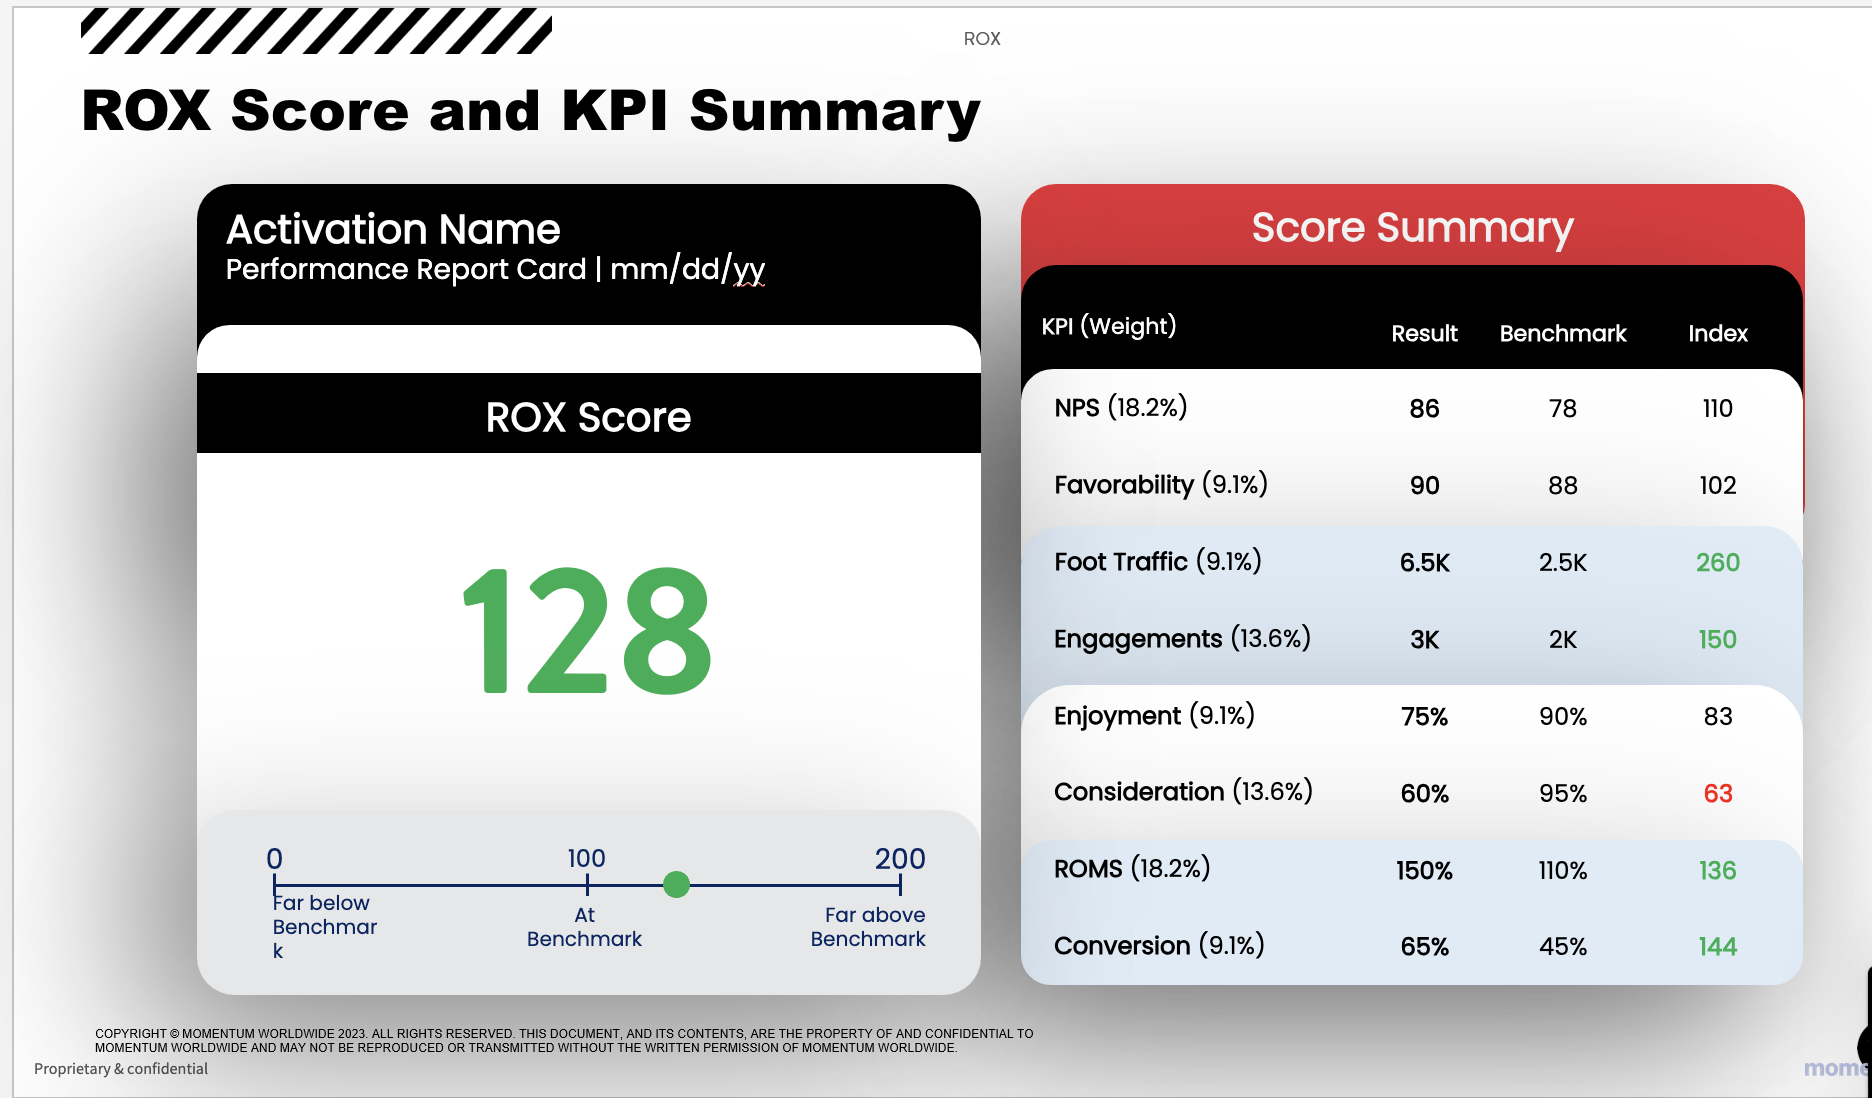 ROX
ROX Score and KPI Summary
Activation Name
Performance Report Card | mm/dd/yy
ROX Score
128
0 100 200
Far below
Benchmar
k
At
Benchmark
Far above
Benchmark
Score Summary
KPI (Weight) Result Benchmark Index
NPS (18.2%) 86 78 110
Favorability (9.1%) 90 88 102
Foot Traffic (9.1%) 6.5K 2.5K 260
Engagements (13.6%) 3K 2K 150
Enjoyment (9.1%) 75% 90% 83
Consideration (13.6%) 60% 95% 63
ROMS (18.2%) 150% 110% 136
Conversion (9.1%) 65% 45% 144
COPYRIGHT © MOMENTUM WORLDWIDE 2023. ALL RIGHTS RESERVED. THIS DOCUMENT, AND ITS CONTENTS, ARE THE PROPERTY OF AND CONFIDENTIAL TO
MOMENTUM WORLDWIDE AND MAY NOT BE REPRODUCED OR TRANSMITTED WITHOUT THE WRITTEN PERMISSION OF MOMENTUM WORLDWIDE.
Proprietary & confidential